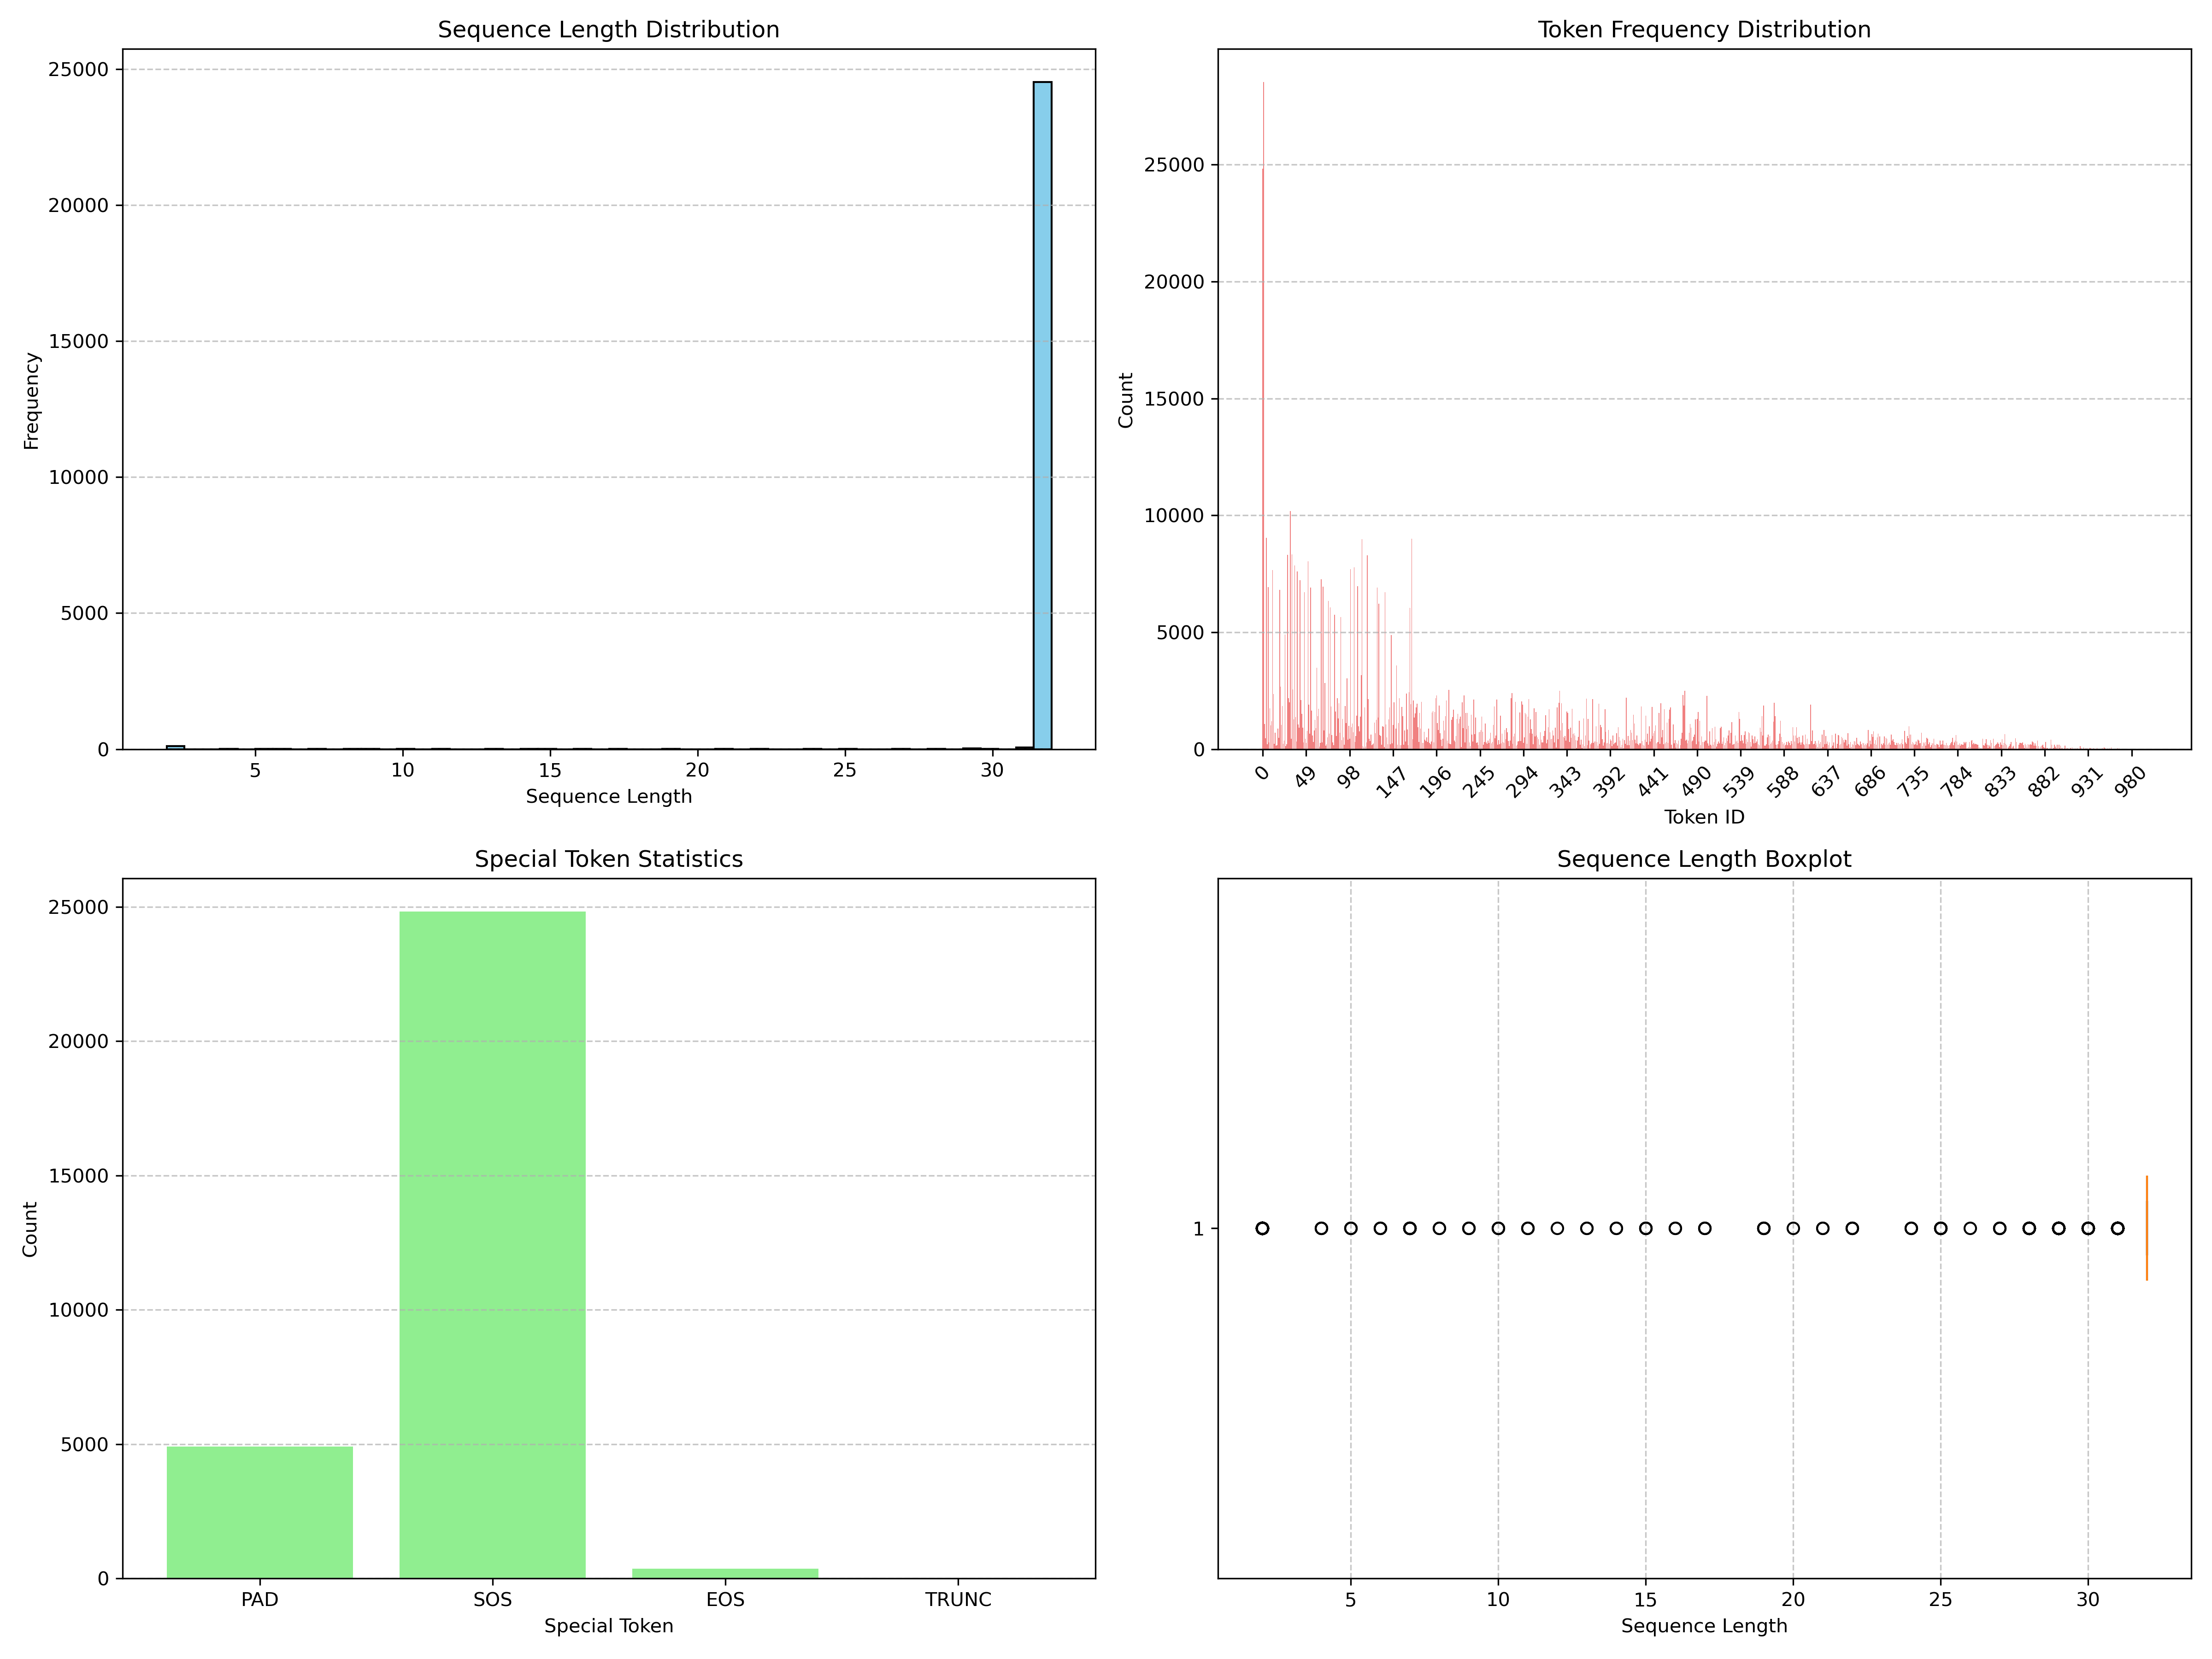 Sequence Length Distribution
25000
20000
15000
10000
5000
0
Frequency
5 10 15 20 25 30
Sequence Length
Token Frequency Distribution
25000
20000
15000
10000
5000
0
Count
0 49 98 147 196 245 294 343 392 441 490 539 588 637 686 735 784 833 882 931 980
Token ID
Special Token Statistics
25000
20000
15000
10000
5000
0
Count
PAD SOS EOS TRUNC
Special Token
Sequence Length Boxplot
1
5 10 15 20 25 30
Sequence Length